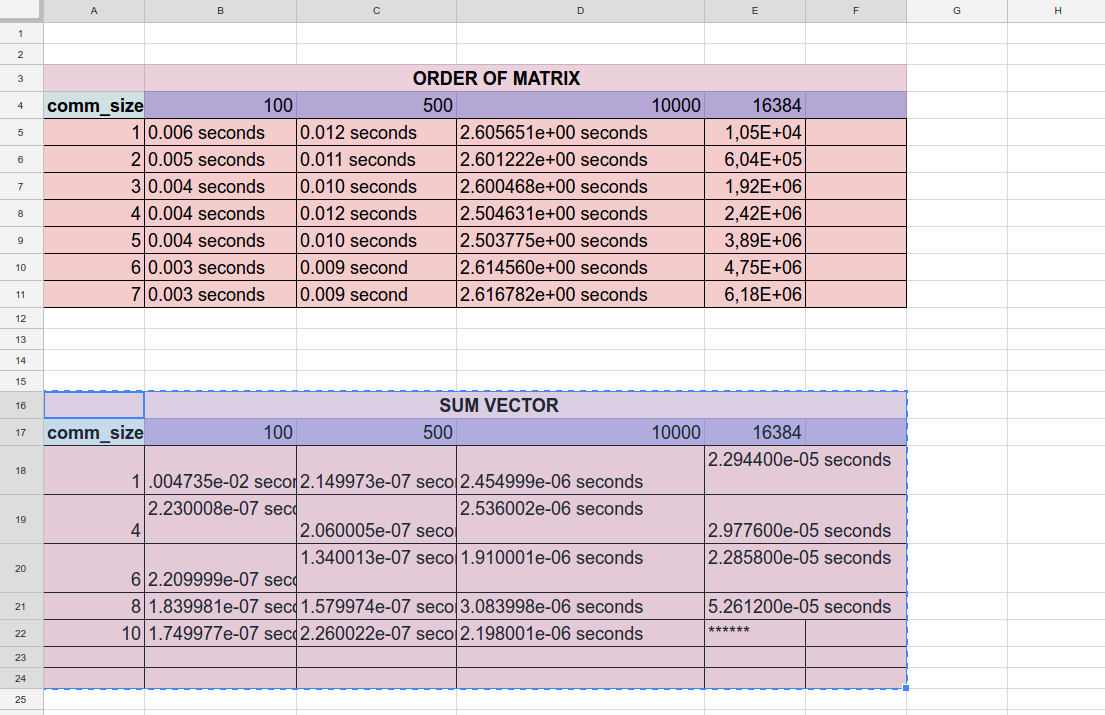 A B C D E F G H
1
2
3 ORDER OF MATRIX
4 comm_size 100 500 10000 16384
5 1 0.006 seconds 0.012 seconds 2.605651e+00 seconds 1,05E+04
6 2 0.005 seconds 0.011 seconds 2.601222e+00 seconds 6,04E+05
7 3 0.004 seconds 0.010 seconds 2.600468e+00 seconds 1,92E+06
8 4 0.004 seconds 0.012 seconds 2.504631e+00 seconds 2,42E+06
9 5 0.004 seconds 0.010 seconds 2.503775e+00 seconds 3,89E+06
10 6 0.003 seconds 0.009 second 2.614560e+00 seconds 4,75E+06
11 7 0.003 seconds 0.009 second 2.616782e+00 seconds 6,18E+06
12
13
14
15
16 SUM VECTOR
17 comm_size 100 500 10000 16384
18 1 .004735e-02 secor 2.149973e-07 seco 2.454999e-06 seconds 2.294400e-05 seconds
19 4 2.230008e-07 seco 2.060005e-07 seco 2.536002e-06 seconds 2.977600e-05 seconds
20 6 2.209999e-07 seco 1.340013e-07 seco 1.910001e-06 seconds 2.285800e-05 seconds
21 8 1.839981e-07 seco 1.579974e-07 seco 3.083998e-06 seconds 5.261200e-05 seconds
22 10 1.749977e-07 seco 2.260022e-07 seco 2.198001e-06 seconds ******
23
24
25